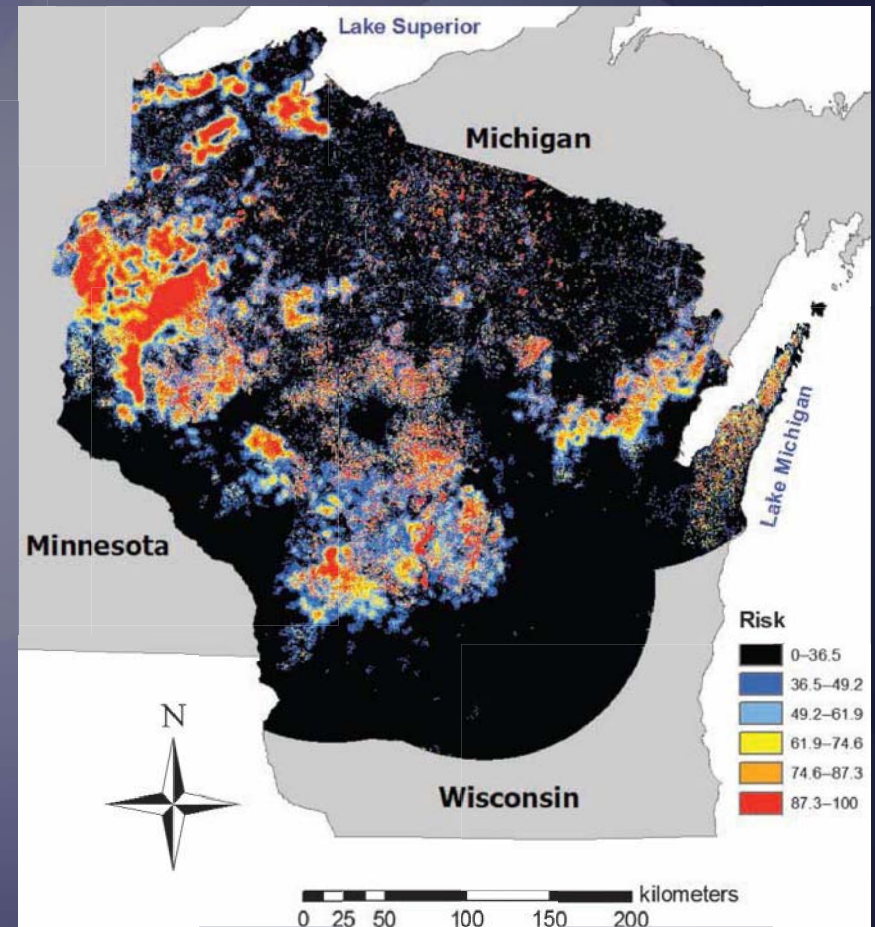 Lake Superior
Michigan
Lake Michigan
Minnesota
Risk
0–36.5
36.5–49.2
49.2–61.9
61.9–74.6
74.6–87.3
87.3–100
N
Wisconsin
kilometers
0 25 50 100 150 200